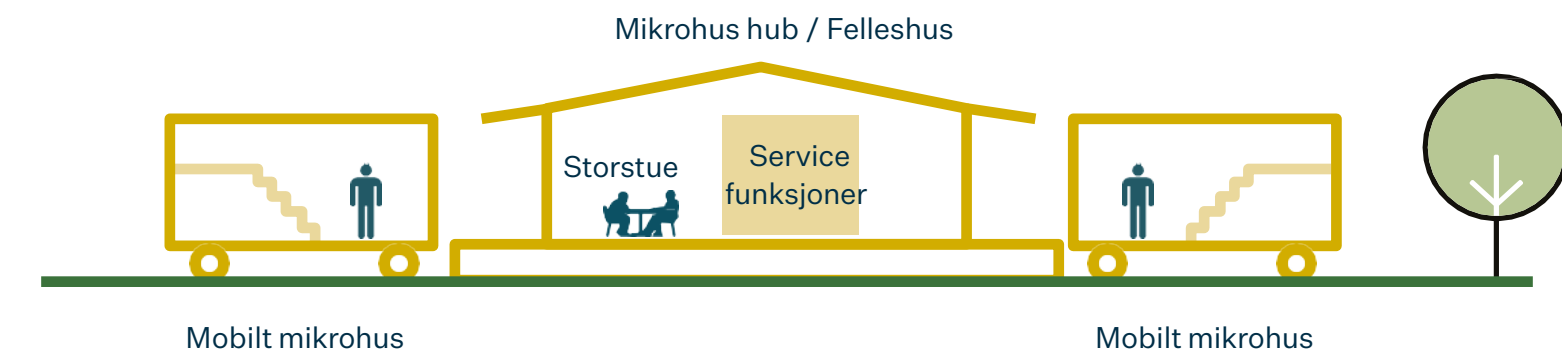 Mikrohus hub / Felleshus
Storstue
Service
funksjoner
Mobilt mikrohus
Mobilt mikrohus